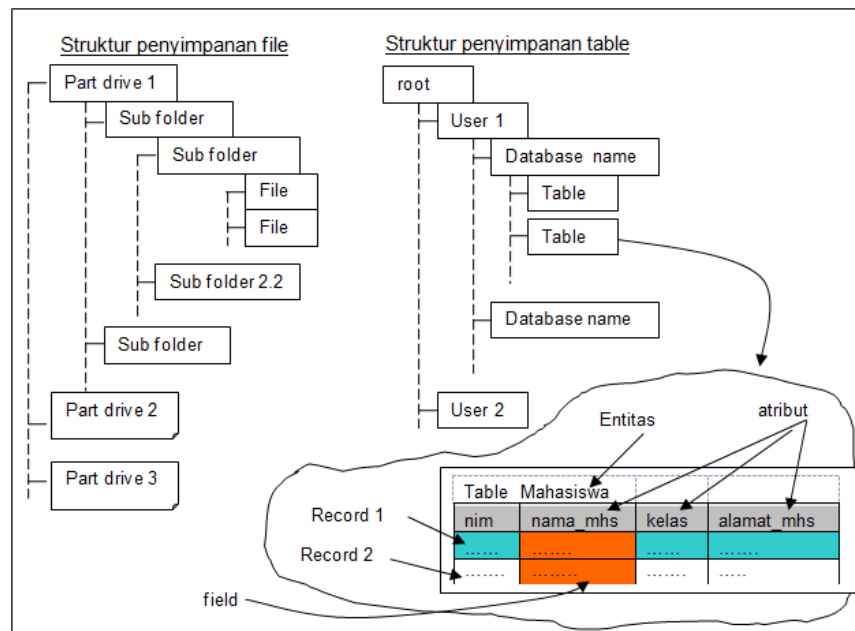 Struktur penyimpanan file
Part drive 1
Sub folder
Sub folder
File
File
Sub folder 2.2
Sub folder
Part drive 2
Part drive 3
Struktur penyimpanan table
root
User 1
Database name
Table
Table
Database name
User 2
Entitas
atribut
Table Mahasiswa
nim nama_mhs kelas alamat_mhs
Record 1
...... ....... ...... .......
Record 2
....... ........ ...... .....
field